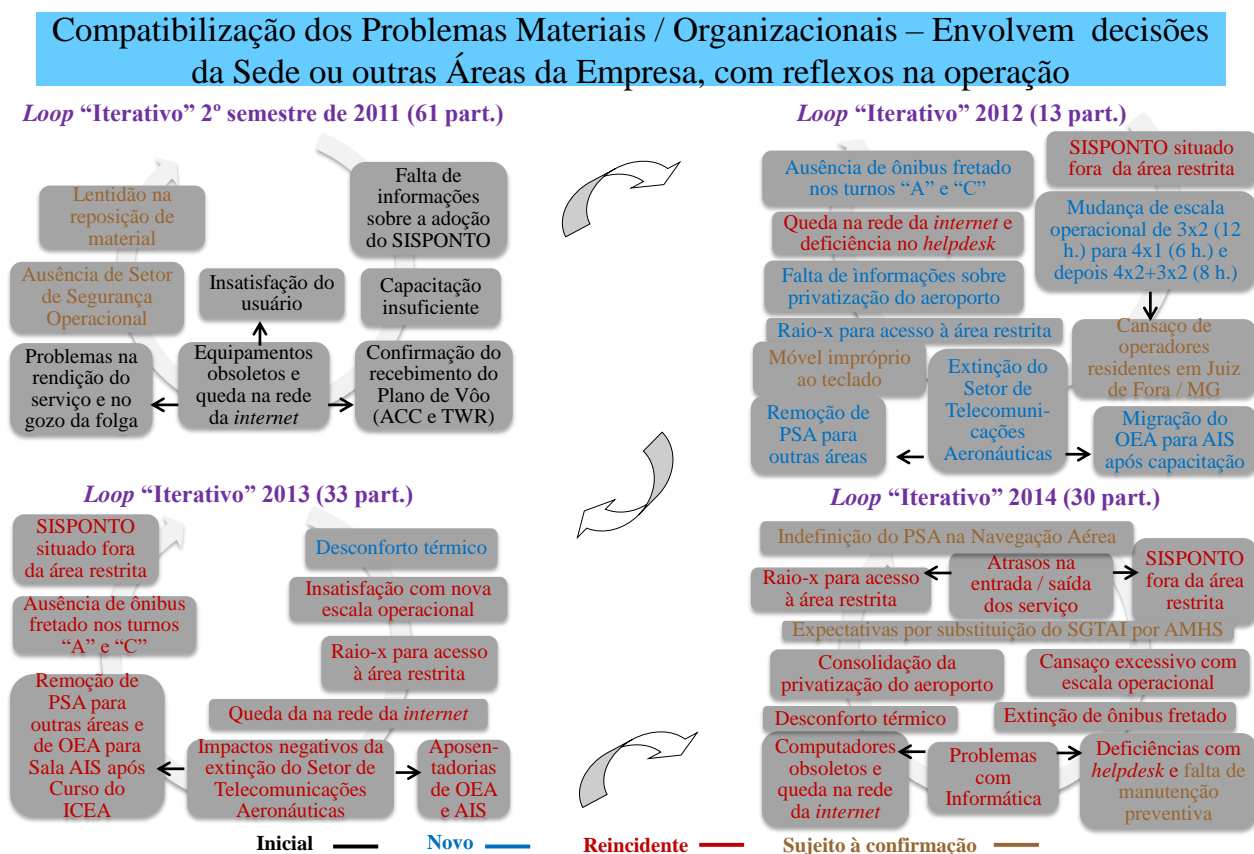 Compatibilização dos Problemas Materiais / Organizacionais – Envolvem decisões
da Sede ou outras Áreas da Empresa, com reflexos na operação
Loop “Iterativo” 2º semestre de 2011 (61 part.)
Lentidão na
reposição de
material
Falta de
informações
sobre a adoção
do SISPONTO
Ausência de Setor
de Segurança
Operacional
Insatisfação do
usuário
Capacitação
insuficiente
Problemas na
rendição do
serviço e no
gozo da folga
Equipamentos
obsoletos e
queda na rede
da internet
Confirmação do
recebimento do
Plano de Vôo
(ACC e TWR)
Loop “Iterativo” 2012 (13 part.)
Ausência de ônibus fretado
nos turnos “A” e “C”
SISPONTO situado
fora da área restrita
Queda na rede da internet e
deficiência no helpdesk
Mudança de escala
operacional de 3x2 (12
h.) para 4x1 (6 h.) e
depois 4x2+3x2 (8 h.)
Falta de informações sobre
privatização do aeroporto
Raio-x para acesso à área restrita
Móvel impróprio
ao teclado
Cansaço de
operadores
residentes em Juiz
de Fora / MG
Extinção do
Setor de
Telecomuni-
cações
Aeronáuticas
Remoção de
PSA para
outras áreas
Migração do
OEA para AIS
após capacitação
Loop “Iterativo” 2013 (33 part.)
SISPONTO
situado fora
da área restrita
Desconforto térmico
Insatisfação com nova
escala operacional
Ausência de ônibus
fretado nos turnos
“A” e “C”
Raio-x para acesso
à área restrita
Remoção de
PSA para
outras áreas e
de OEA para
Sala AIS após
Curso do
ICEA
Queda da na rede da internet
Impactos negativos da
extinção do Setor de
Telecomunicações
Aeronáuticas
Aposen-
tadorias
de OEA
e AIS
Loop “Iterativo” 2014 (30 part.)
Indefinição do PSA na Navegação Aérea
Raio-x para acesso
à área restrita
Atrasos na
entrada / saída
dos serviço
SISPONTO
fora da área
restrita
Expectativas por substituição do SGTAI por AMHS
Consolidação da
privatização do aeroporto
Cansaço excessivo com
escala operacional
Desconforto térmico
Extinção de ônibus fretado
Computadores
obsoletos e
queda na rede
da internet
Problemas
com
Informática
Deficiências com
helpdesk e falta de
manutenção
preventiva
Inicial
Novo
Reincidente
Sujeito à confirmação